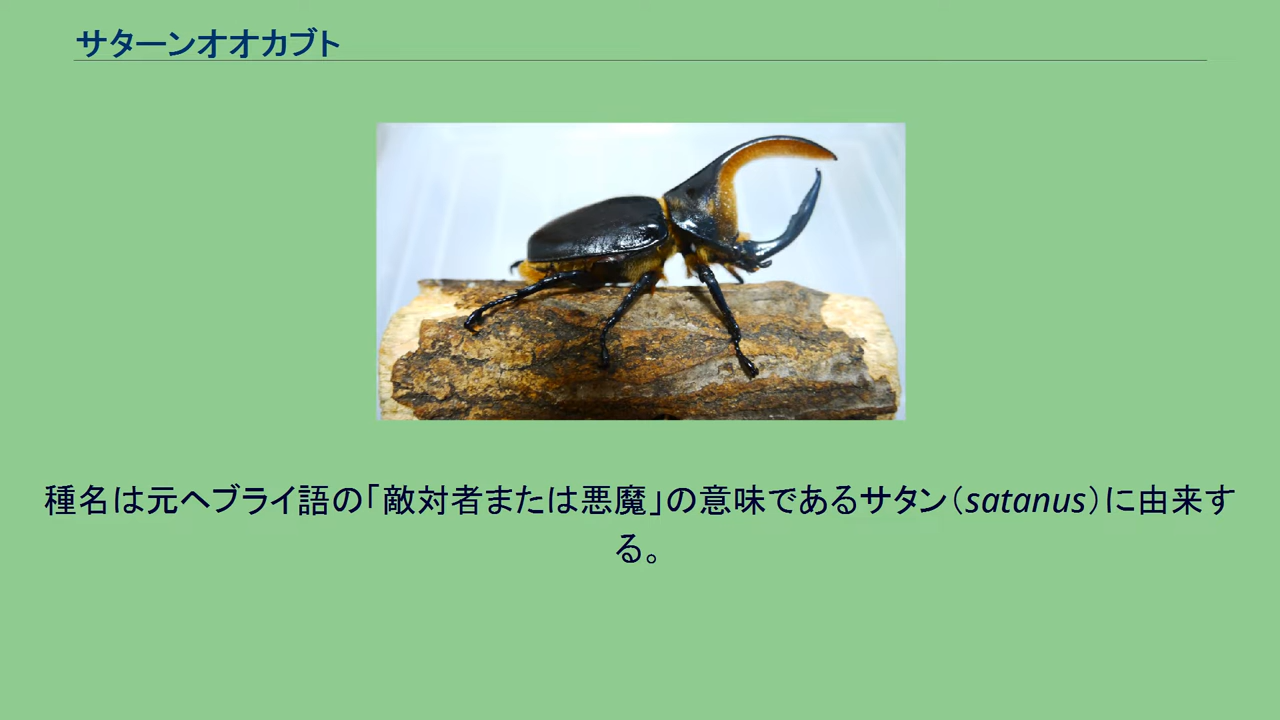 サターンオオカブト
種名は元ヘブライ語の「敵対者または悪魔」の意味であるサタン（satanus）に由来す
る。